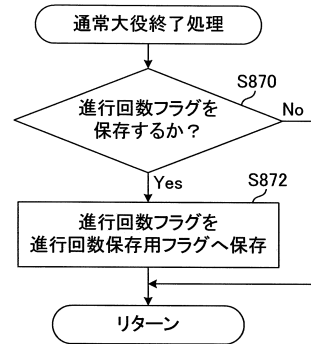 通常大役終了処理
S870
進行回数フラグを
保存するか？
No
Yes
S872
進行回数フラグを
進行回数保存用フラグへ保存
リターン